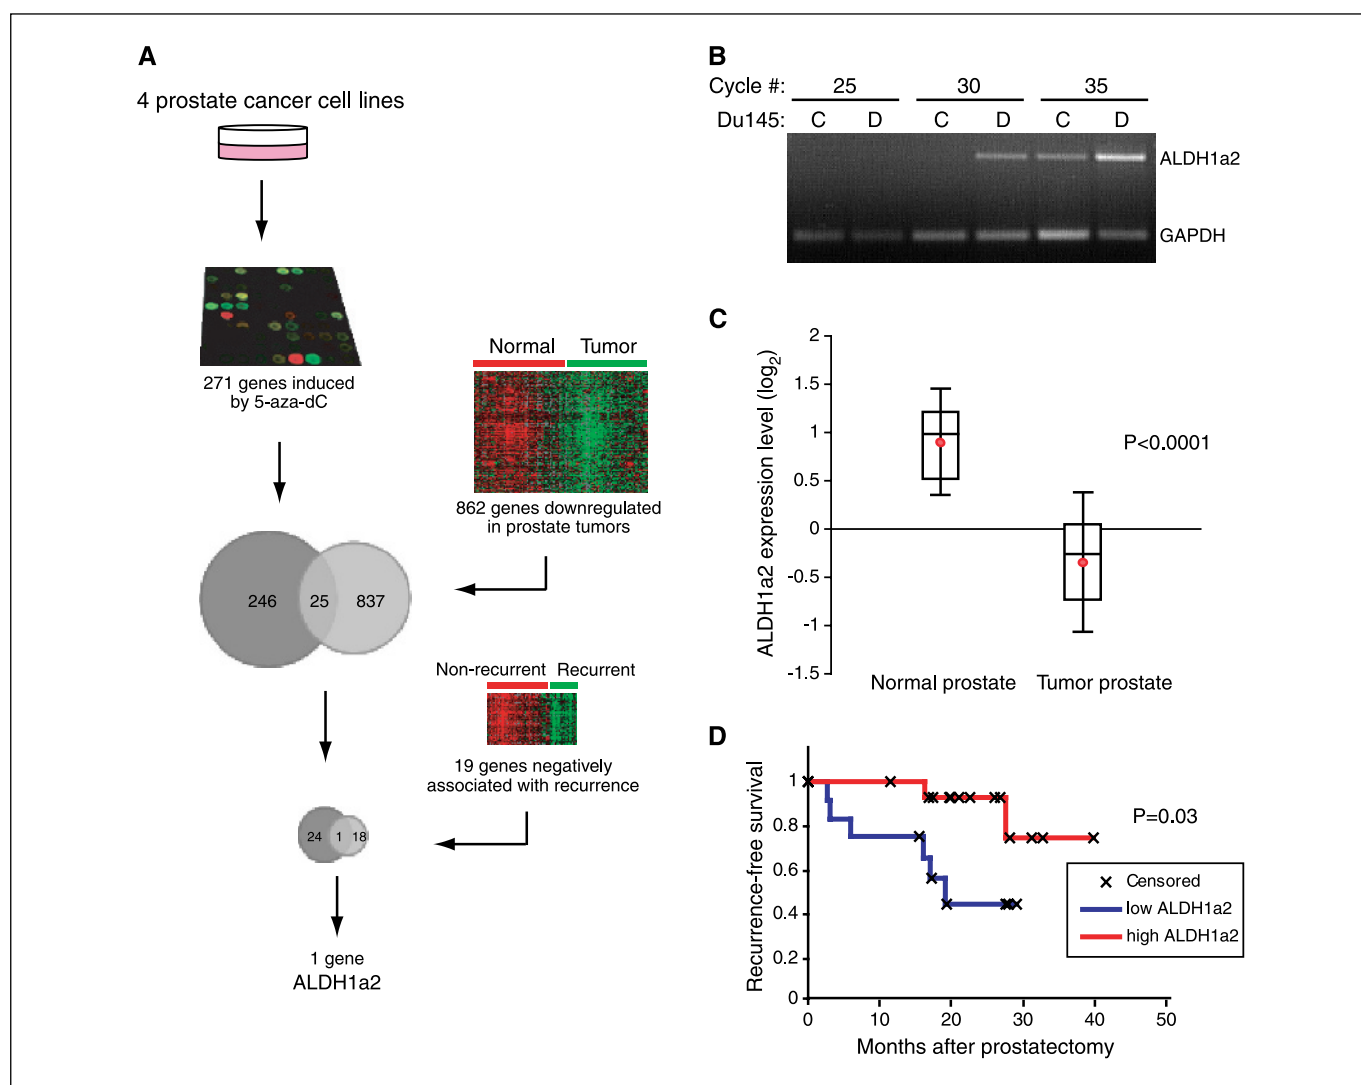 A
4 prostate cancer cell lines
271 genes induced
by 5-aza-dC
Normal Tumor
862 genes downregulated
in prostate tumors
246 25 837
Non-recurrent Recurrent
19 genes negatively
associated with recurrence
24 1 18
1 gene
ALDH1a2
B
Cycle #: 25 30 35
Du145: C D C D C D
ALDH1a2
GAPDH
C
ALDH1a2 expression level (log2)
2
1.5
1
0.5
0
-0.5
-1
-1.5
P<0.0001
Normal prostate Tumor prostate
D
Recurrence-free survival
1
0.8
0.6
0.4
0.2
0
P=0.03
Censored
low ALDH1a2
high ALDH1a2
0 10 20 30 40 50
Months after prostatectomy